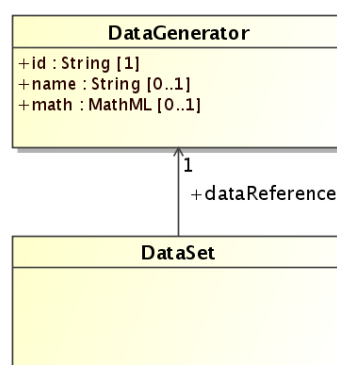 DataGenerator
+id : String [1]
+name : String [0..1]
+math : MathML [0..1]
1
+dataReference
DataSet